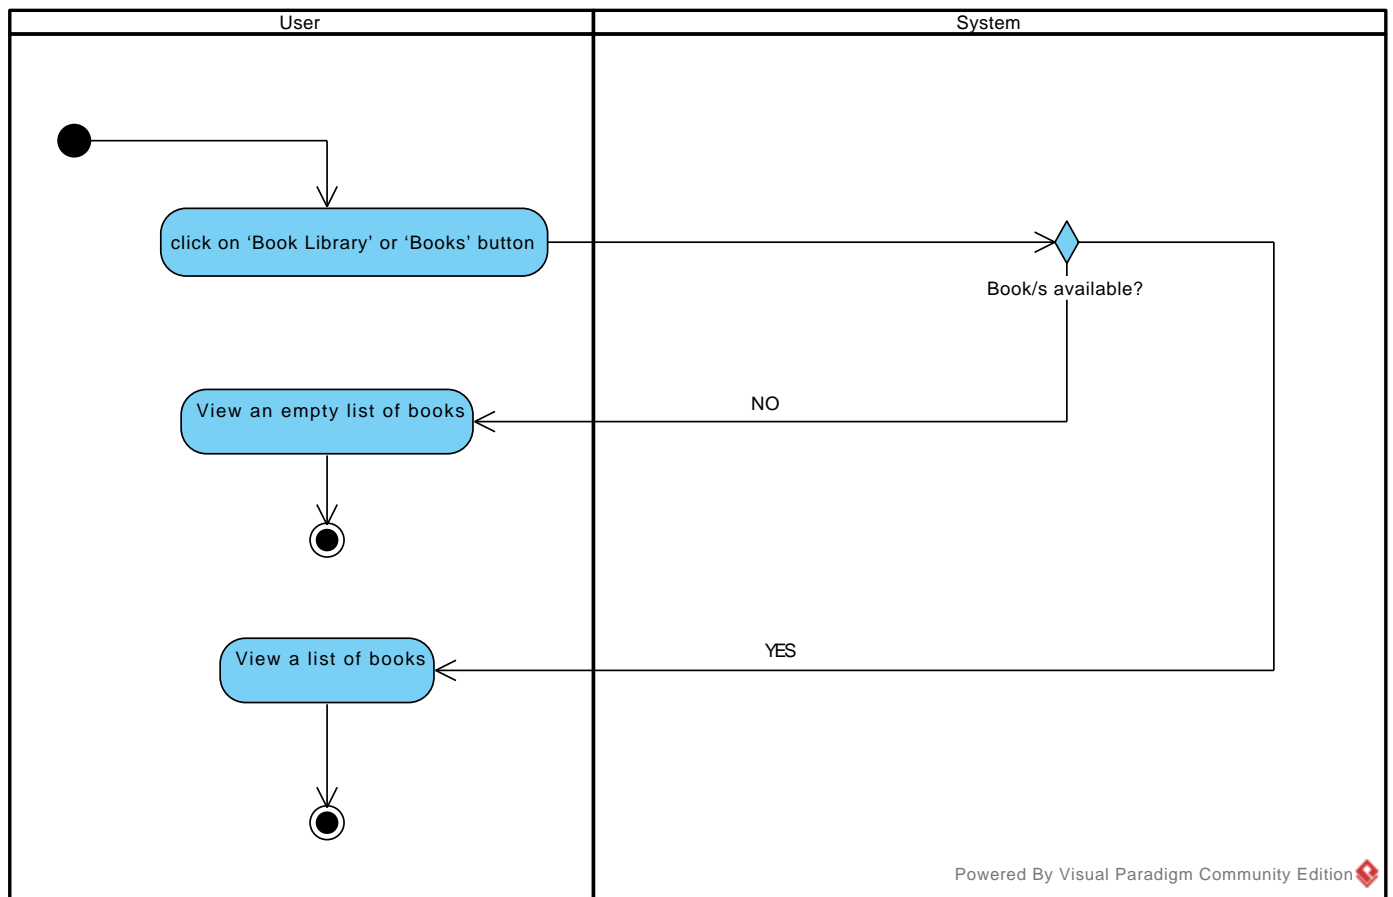 User
System
click on ‘Book Library’ or ‘Books’ button
Book/s available?
View an empty list of books
NO
View a list of books
YES
Powered By Visual Paradigm Community Edition